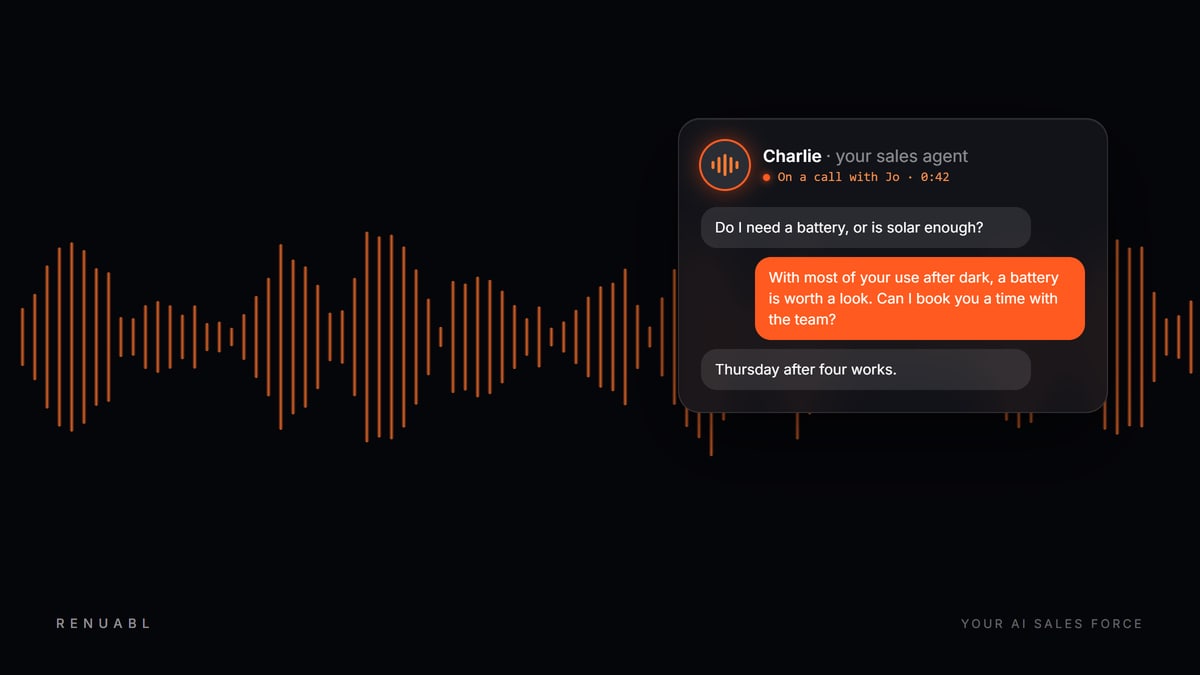 Charlie · your sales agent
On a call with Jo · 0:42
Do I need a battery, or is solar enough?
With most of your use after dark, a battery
is worth a look. Can I book you a time with
the team?
Thursday after four works.
RENUABL
YOUR AI SALES FORCE